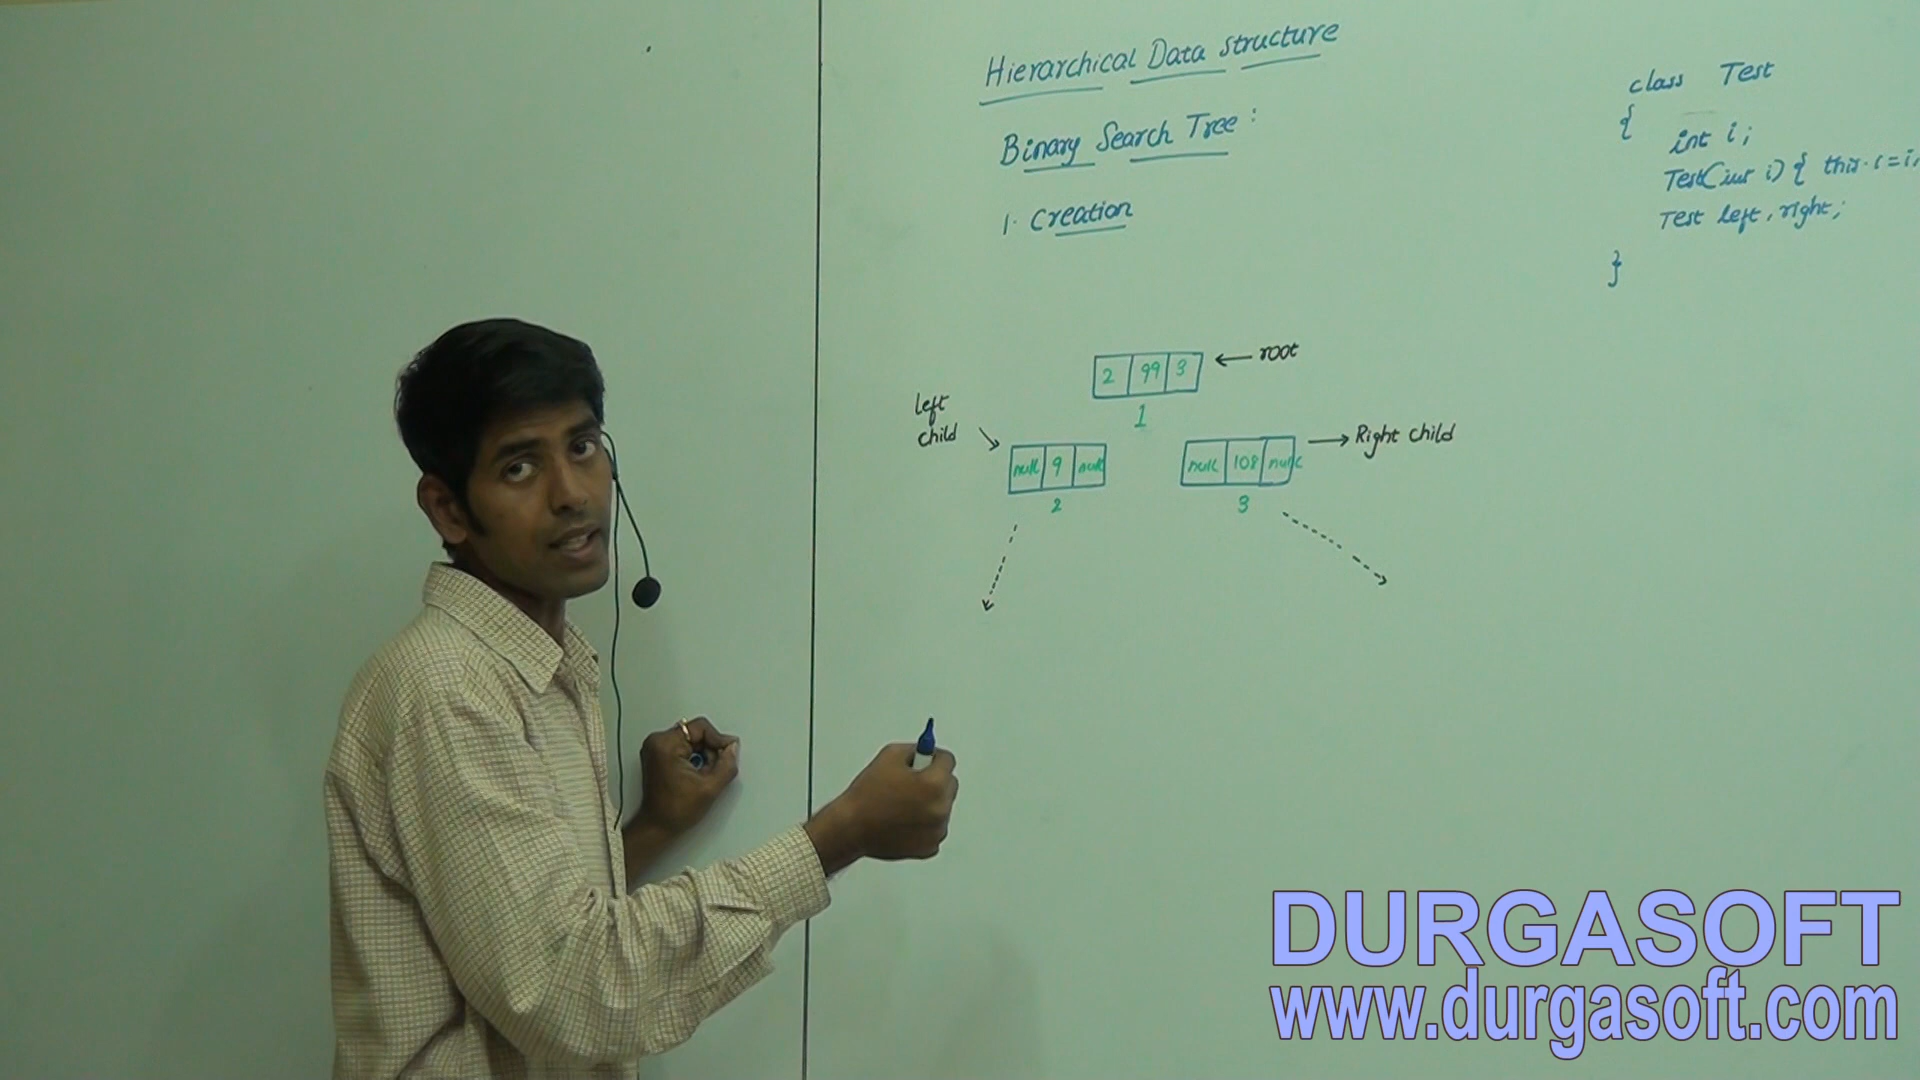 Hierarchical Data structure
Binary Search Tree :
1. Creation
class Test
{
int i;
Test(int i) { this.i=i;
Test left, right;
}
2 99 3 ← root
1
left
child
null 9 null
2
null 108 null → Right child
3
DURGASOFT
www.durgasoft.com